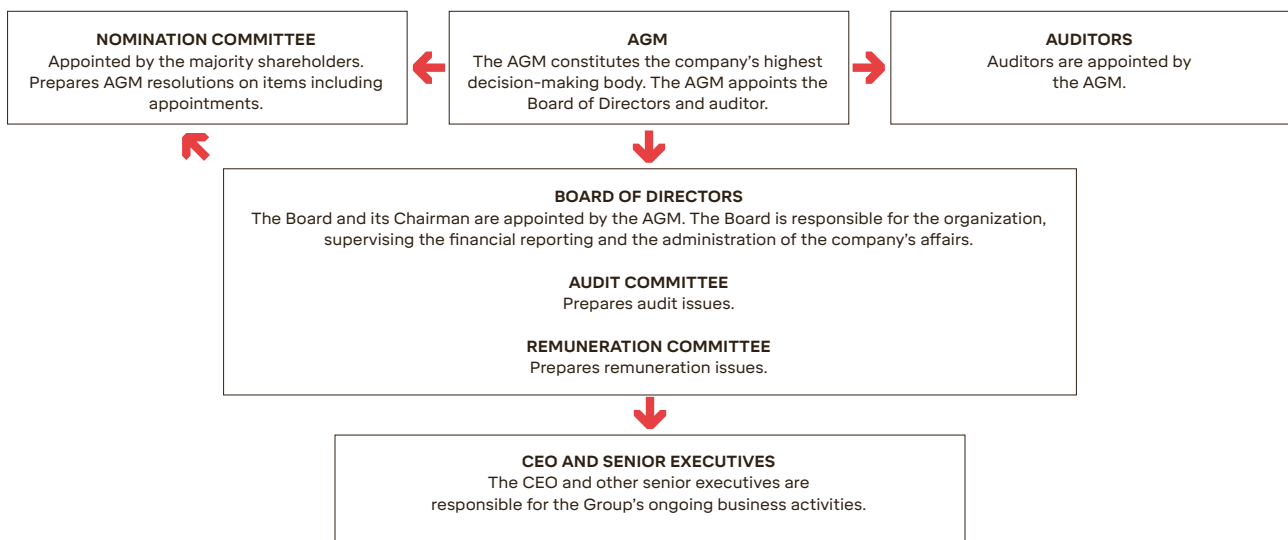 NOMINATION COMMITTEE
Appointed by the majority shareholders.
Prepares AGM resolutions on items including
appointments.
AGM
The AGM constitutes the company's highest
decision-making body. The AGM appoints the
Board of Directors and auditor.
AUDITORS
Auditors are appointed by
the AGM.
BOARD OF DIRECTORS
The Board and its Chairman are appointed by the AGM. The Board is responsible for the organization,
supervising the financial reporting and the administration of the company's affairs.
AUDIT COMMITTEE
Prepares audit issues.
REMUNERATION COMMITTEE
Prepares remuneration issues.
CEO AND SENIOR EXECUTIVES
The CEO and other senior executives are
responsible for the Group's ongoing business activities.